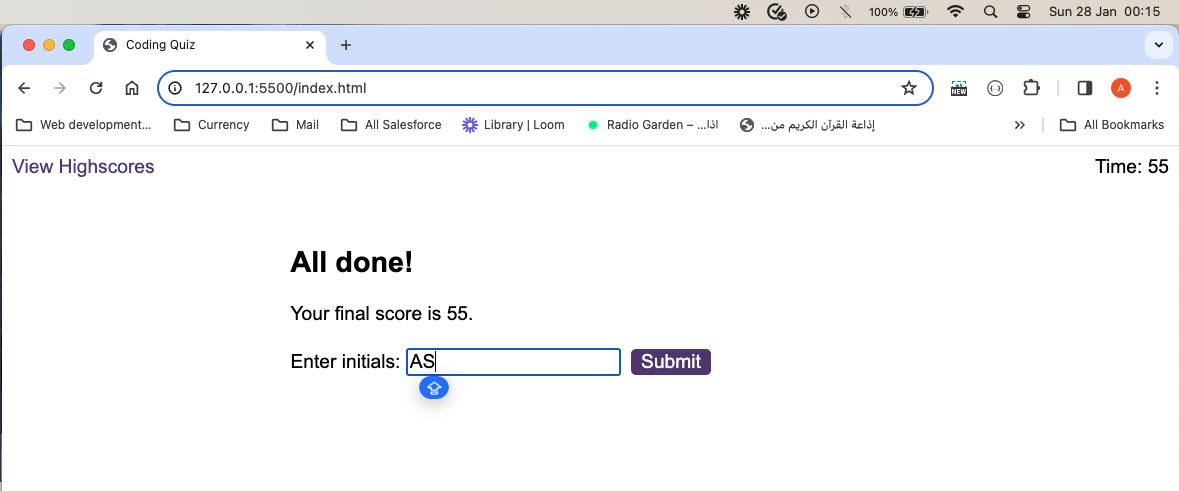 100% Sun 28 Jan 00:15
Coding Quiz
127.0.0.1:5500/index.html
NEW
A
Web development... Currency Mail All Salesforce Library | Loom Radio Garden – ...اذا إذاعة القرآن الكريم من... All Bookmarks
View Highscores Time: 55
All done!
Your final score is 55.
Enter initials: AS Submit